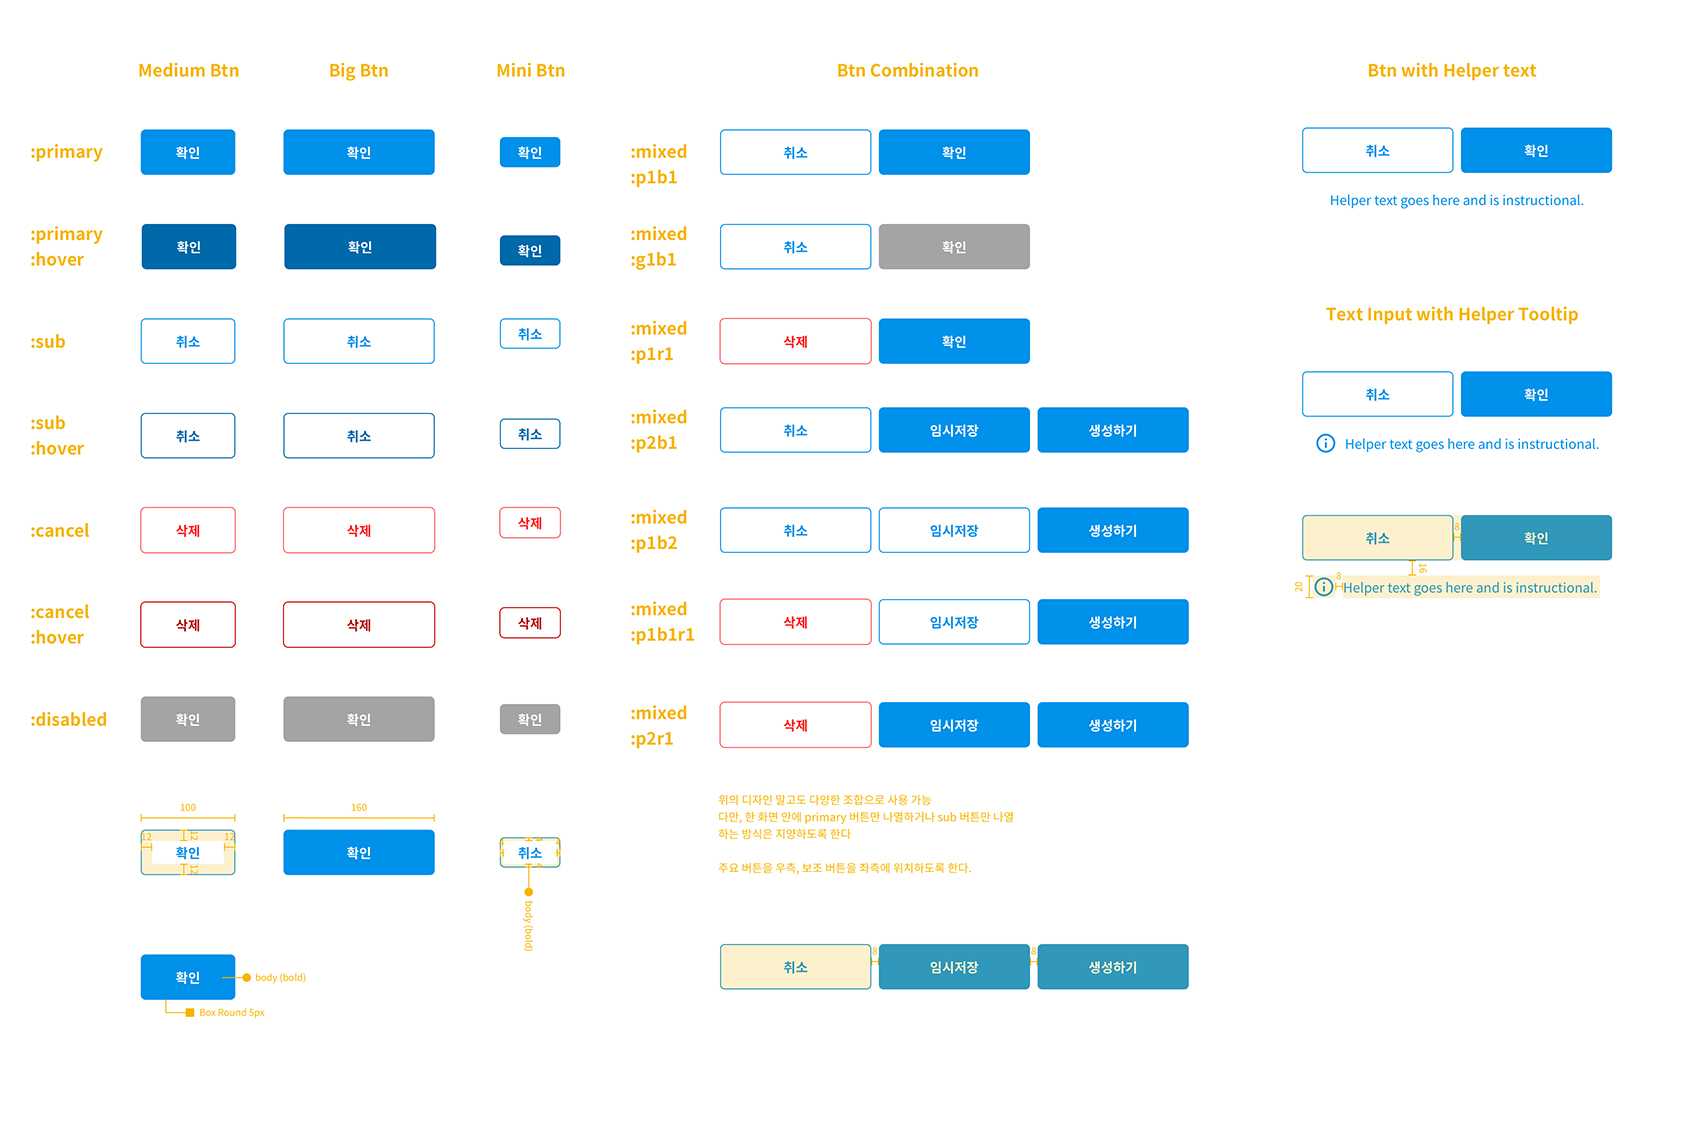 Medium Btn
Big Btn
Mini Btn
Btn Combination
Btn with Helper text
:primary
확인
확인
확인
:mixed
:p1b1
취소
확인
취소
확인
Helper text goes here and is instructional.
:primary
:hover
확인
확인
확인
:mixed
:g1b1
취소
확인
:sub
취소
취소
취소
:mixed
:p1r1
삭제
확인
Text Input with Helper Tooltip
취소
확인
Helper text goes here and is instructional.
:sub
:hover
취소
취소
취소
:mixed
:p2b1
취소
임시저장
생성하기
:cancel
삭제
삭제
삭제
:mixed
:p1b2
취소
임시저장
생성하기
취소
8
확인
16
20
8
Helper text goes here and is instructional.
:cancel
:hover
삭제
삭제
삭제
:mixed
:p1b1r1
삭제
임시저장
생성하기
:disabled
확인
확인
확인
:mixed
:p2r1
삭제
임시저장
생성하기
100
160
12
12
12
확인
12
확인
취소
body (bold)
위의 디자인 말고도 다양한 조합으로 사용 가능
다만, 한 화면 안에 primary 버튼만 나열하거나 sub 버튼만 나열
하는 방식은 지양하도록 한다
주요 버튼을 우측, 보조 버튼을 좌측에 위치하도록 한다.
확인
body (bold)
Box Round 5px
취소
8
임시저장
8
생성하기